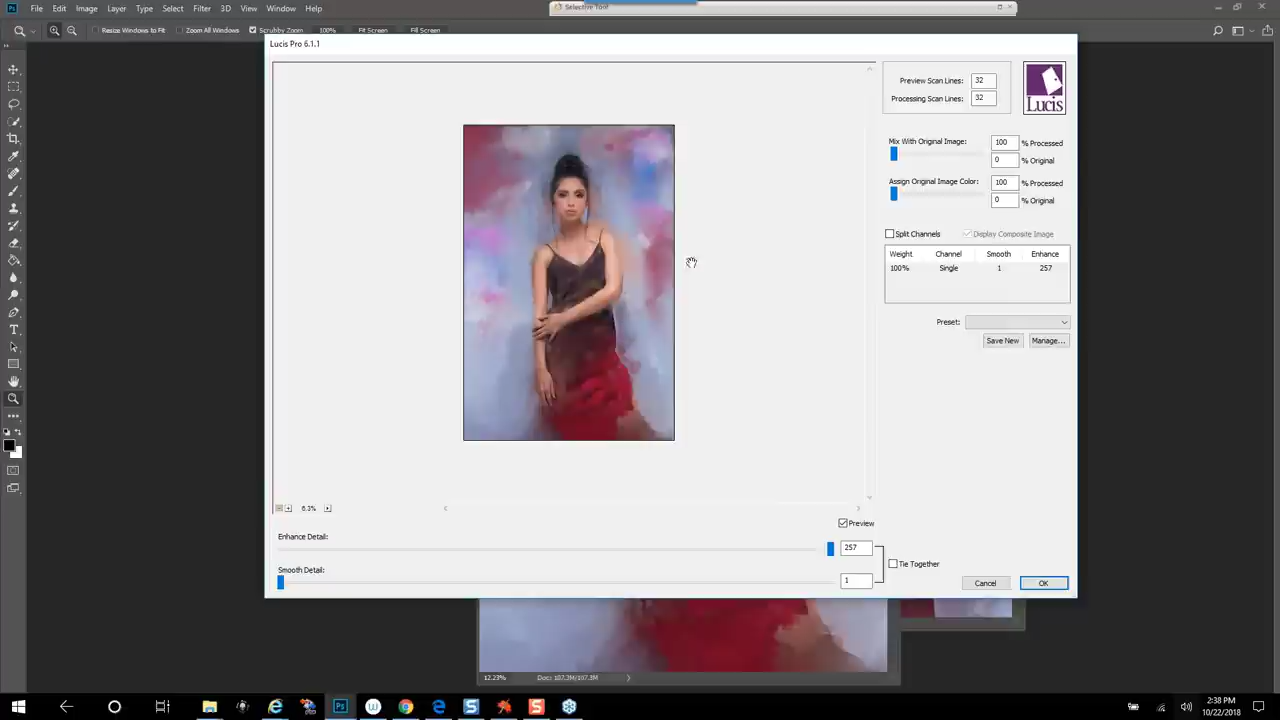 File Edit Image Layer Type Select Filter 3D View Window Help
Selective Tool
Resize Windows to Fit Zoom All Windows Scrubby Zoom 100% Fit Screen Fill Screen
Lucis Pro 6.1.1
Preview Scan Lines: 32
Processing Scan Lines: 32
Lucis
Mix With Original Image: 100 % Processed
0 % Original
Assign Original Image Color: 100 % Processed
0 % Original
Split Channels Display Composite Image
Weight Channel Smooth Enhance
100% Single 1 257
Preset:
Save New Manage...
6.3%
Preview
Enhance Detail: 257
Tie Together
Smooth Detail: 1
Cancel OK
12.23% Doc: 107.3M/107.3M
2:38 PM
10/22/2018